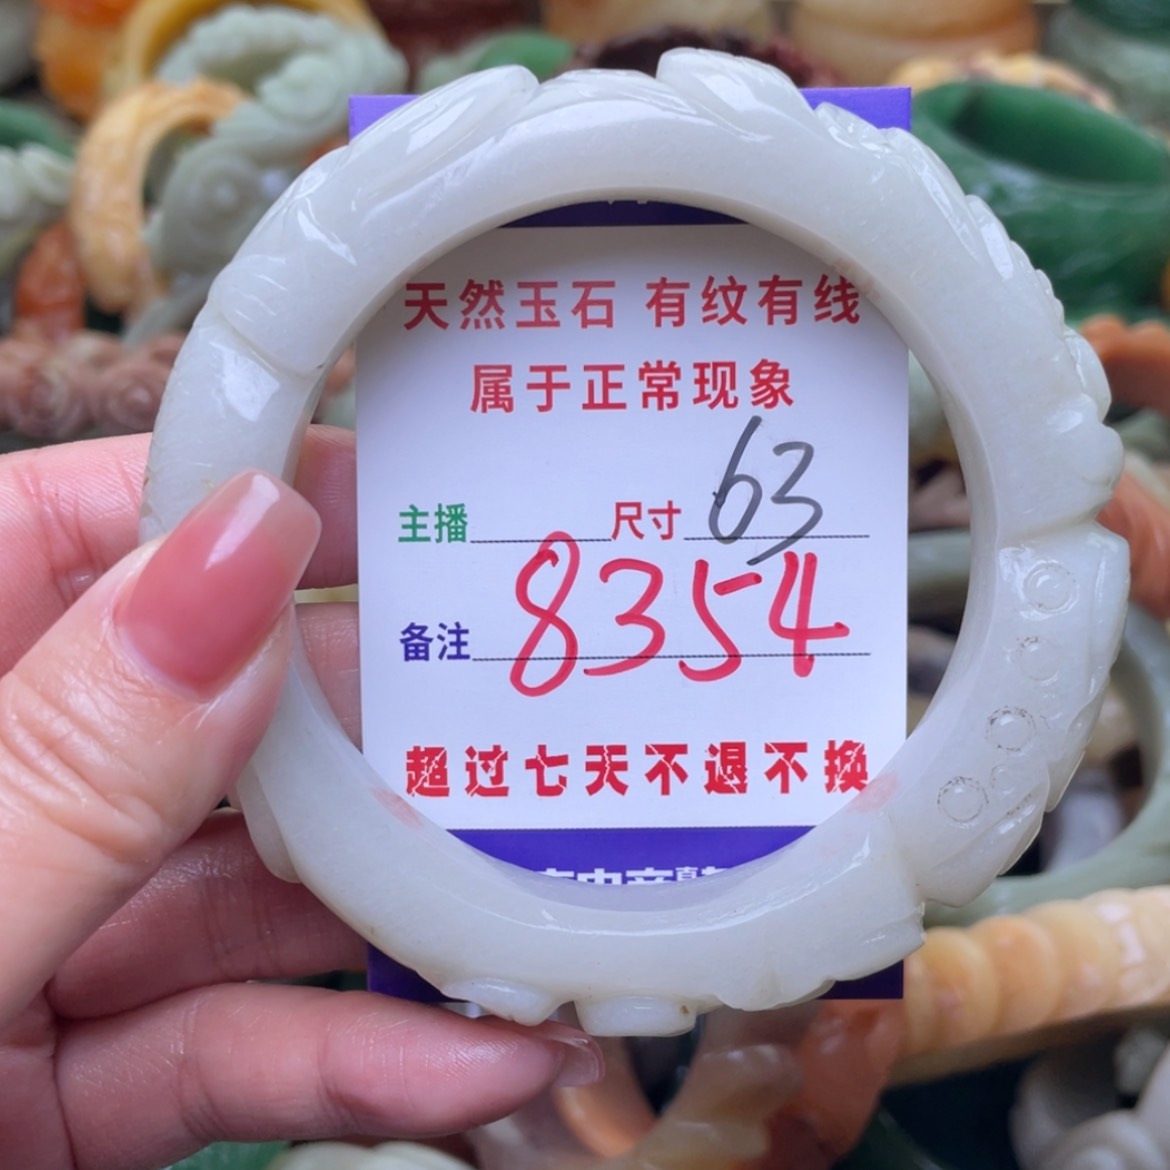 天然玉石 有纹有线
属于正常现象
主播 尺寸 63
备注 8354
超过七天不退不换